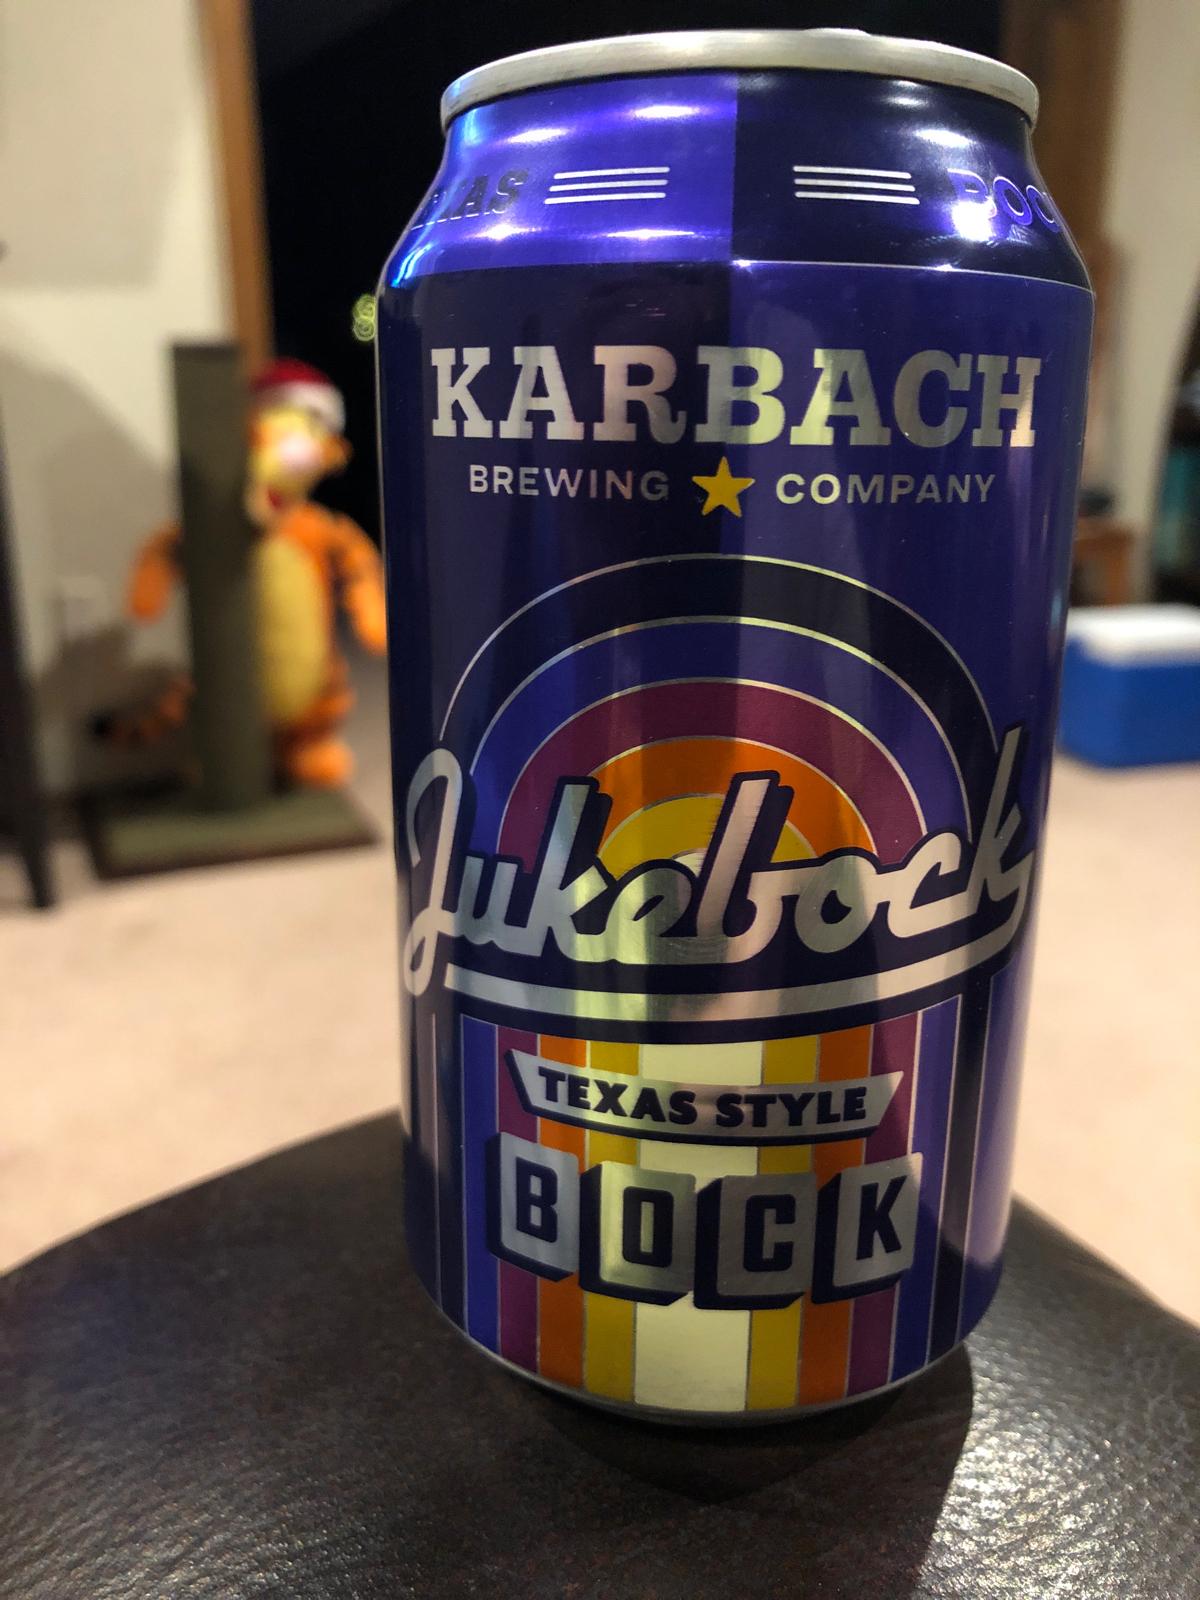 KARBACH
BREWING COMPANY
Jukebock
TEXAS STYLE
BOCK